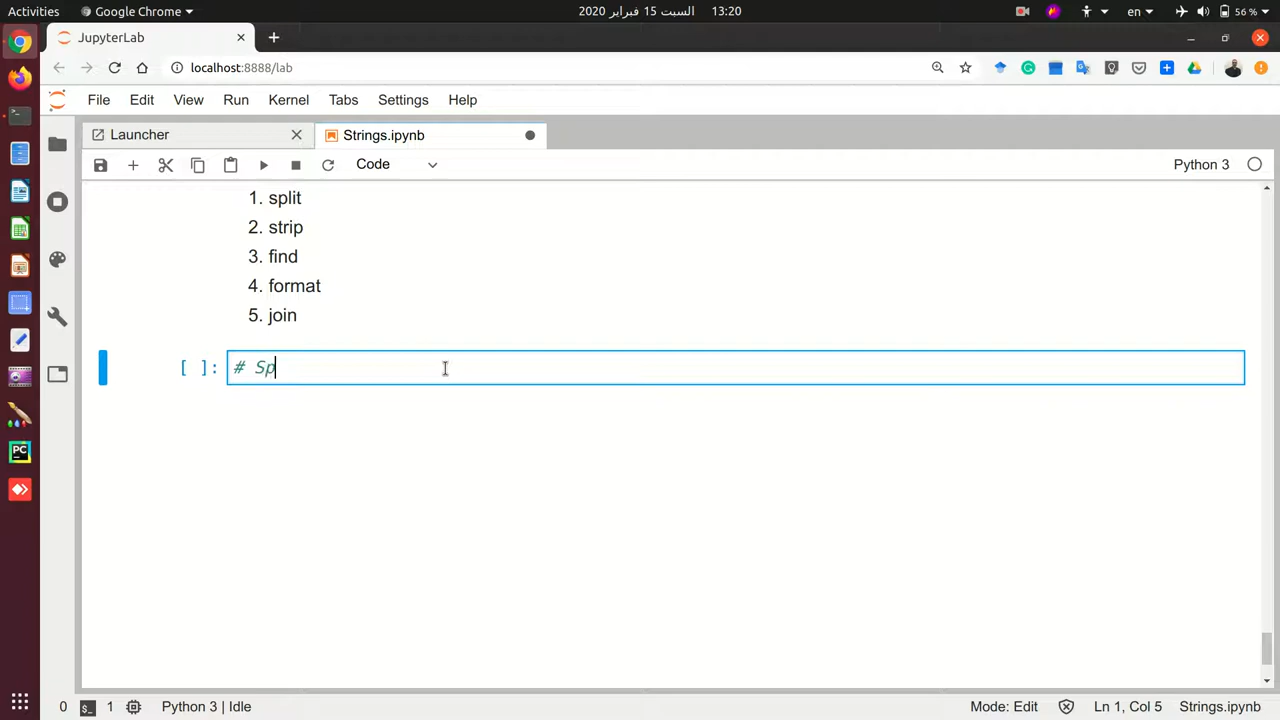 Activities Google Chrome السبت 15 فبراير 2020 13:20 en 56 %
JupyterLab
localhost:8888/lab
File Edit View Run Kernel Tabs Settings Help
Launcher Strings.ipynb
Code Python 3
1. split
2. strip
3. find
4. format
5. join
[ ]: # Sp
PC
0 1 Python 3 | Idle Mode: Edit Ln 1, Col 5 Strings.ipynb